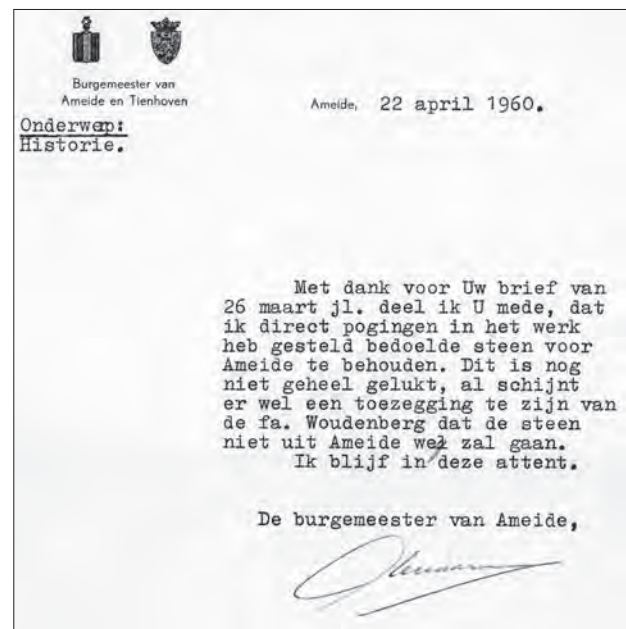 Burgemeester van
Ameide en Tienhoven
Ameide, 22 april 1960.
Onderwep:
Historie.
Met dank voor Uw brief van
26 maart jl. deel ik U mede, dat
ik direct pogingen in het werk
heb gesteld bedoelde steen voor
Ameide te behouden. Dit is nog
niet geheel gelukt, al schijnt
er wel een toezegging te zijn van
de fa. Woudenberg dat de steen
niet uit Ameide weg zal gaan.
Ik blijf in deze attent.
De burgemeester van Ameide,